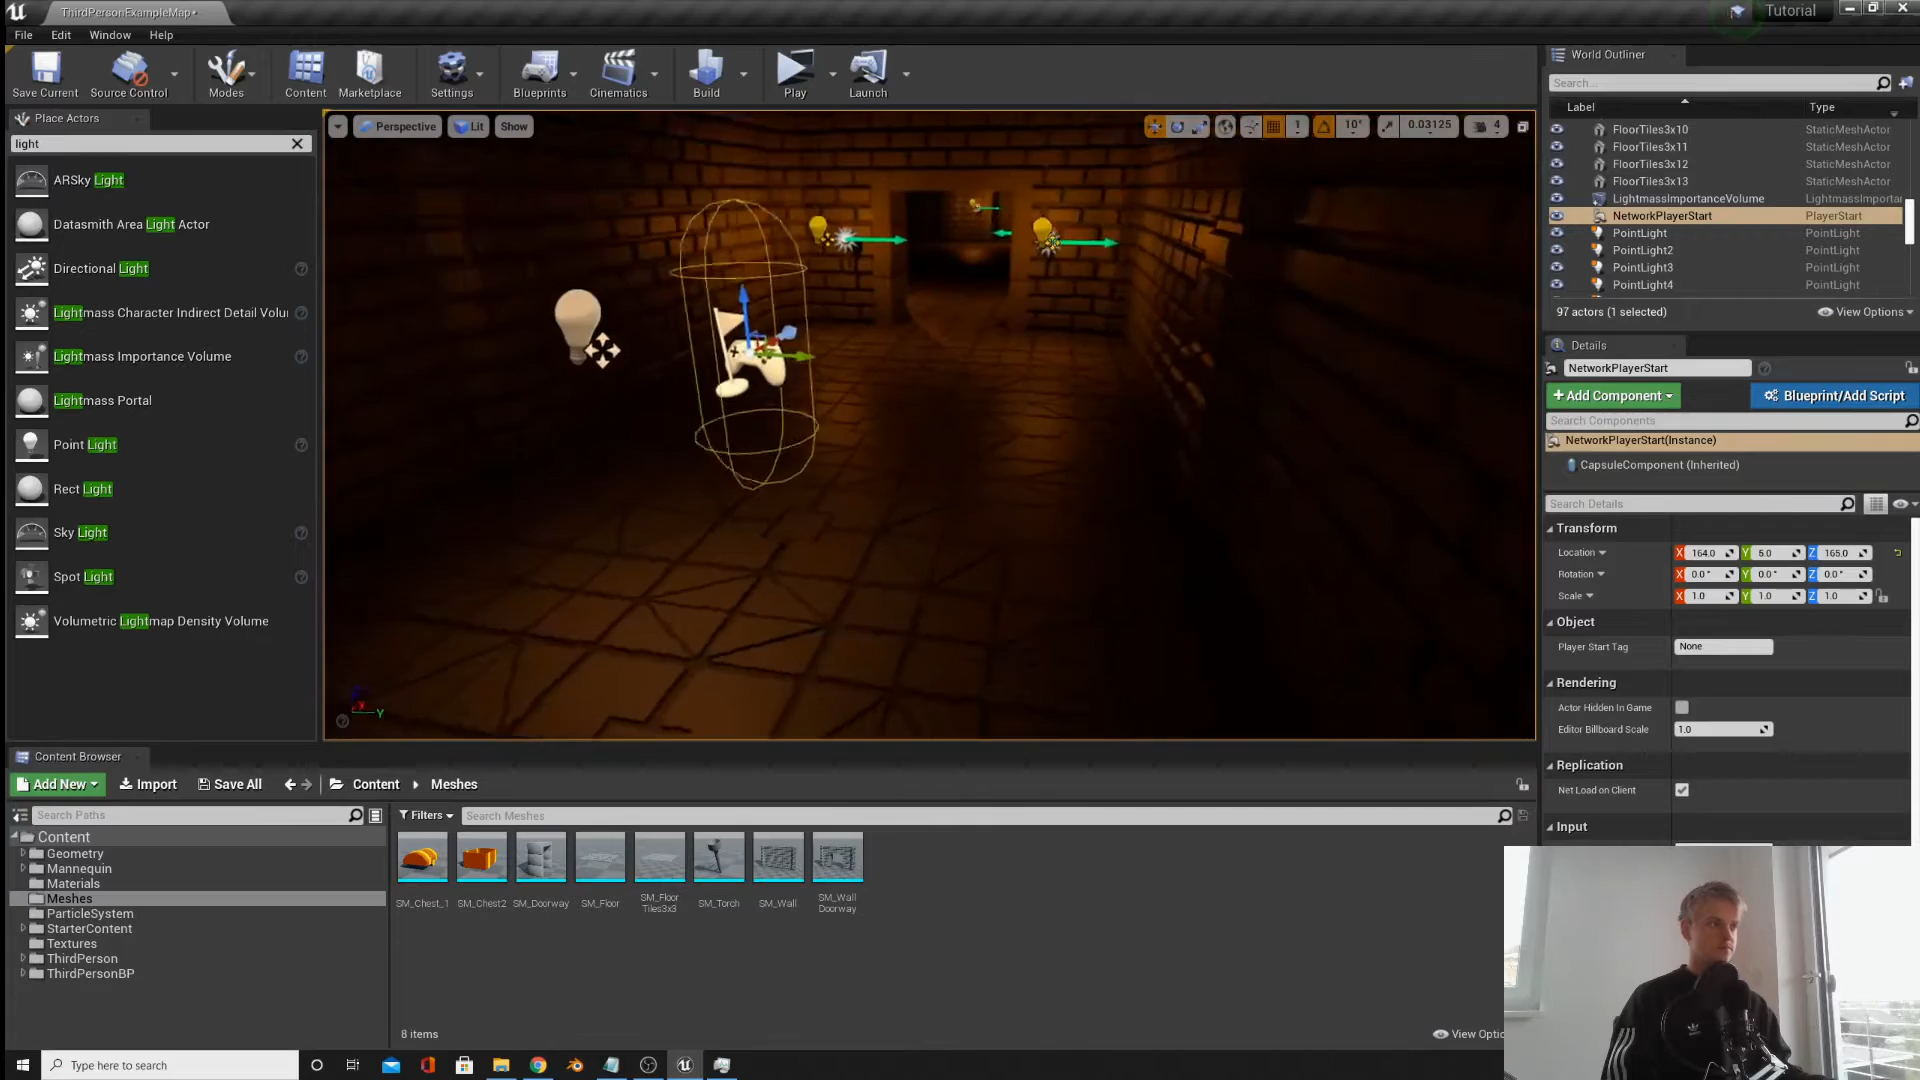 ThirdPersonExampleMap•
Tutorial
File Edit Window Help
Save Current Source Control Modes Content Marketplace Settings Blueprints Cinematics Build Play Launch
Place Actors
light
ARSky Light
Datasmith Area Light Actor
Directional Light
Lightmass Character Indirect Detail Volu
Lightmass Importance Volume
Lightmass Portal
Point Light
Rect Light
Sky Light
Spot Light
Volumetric Lightmap Density Volume
Perspective Lit Show
1 10° 0.03125 4
X Y
World Outliner
Search...
Label Type
FloorTiles3x10 StaticMeshActor
FloorTiles3x11 StaticMeshActor
FloorTiles3x12 StaticMeshActor
FloorTiles3x13 StaticMeshActor
LightmassImportanceVolume LightmassImporta
NetworkPlayerStart PlayerStart
PointLight PointLight
PointLight2 PointLight
PointLight3 PointLight
PointLight4 PointLight
97 actors (1 selected) View Options
Details
NetworkPlayerStart
+ Add Component Blueprint/Add Script
Search Components
NetworkPlayerStart(Instance)
CapsuleComponent (Inherited)
Search Details
Transform
Location X 164.0 Y 5.0 Z 165.0
Rotation X 0.0° Y 0.0° Z 0.0°
Scale X 1.0 Y 1.0 Z 1.0
Object
Player Start Tag None
Rendering
Actor Hidden In Game
Editor Billboard Scale 1.0
Replication
Net Load on Client
Input
Content Browser
Add New Import Save All Content Meshes
Search Paths
Filters Search Meshes
Content
Geometry
Mannequin
Materials
Meshes
ParticleSystem
StarterContent
Textures
ThirdPerson
ThirdPersonBP
SM_Chest_1 SM_Chest2 SM_Doorway SM_Floor SM_Floor Tiles3x3 SM_Torch SM_Wall SM_Wall Doorway
8 items
View Optio
Type here to search